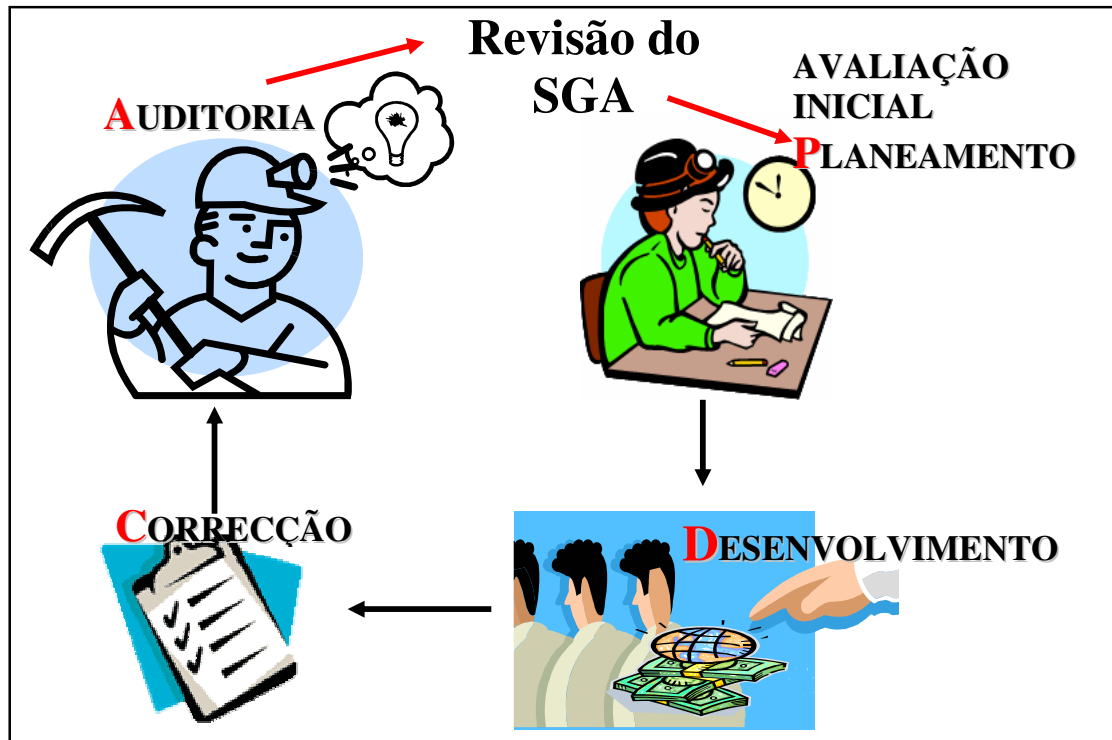 Revisão do
SGA
AVALIAÇÃO
INICIAL
PLANEAMENTO
AUDITORIA
CORRECÇÃO
DESENVOLVIMENTO